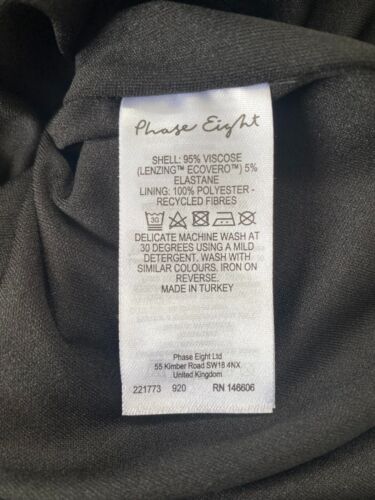 Phase Eight
SHELL: 95% VISCOSE
(LENZING™ ECOVERO™) 5%
ELASTANE
LINING: 100% POLYESTER -
RECYCLED FIBRES
30
DELICATE MACHINE WASH AT
30 DEGREES USING A MILD
DETERGENT. WASH WITH
SIMILAR COLOURS. IRON ON
REVERSE.
MADE IN TURKEY
Phase Eight Ltd
55 Kimber Road SW18 4NX
United Kingdom
221773 920 RN 146606